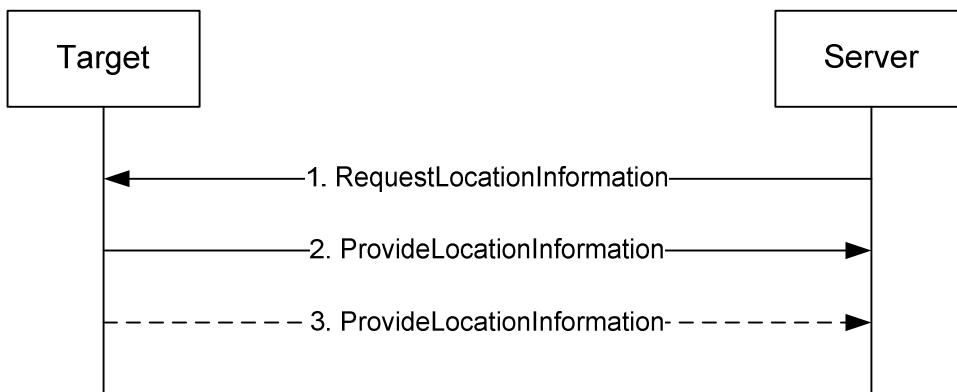 Target
Server
1. RequestLocationInformation
2. ProvideLocationInformation
3. ProvideLocationInformation